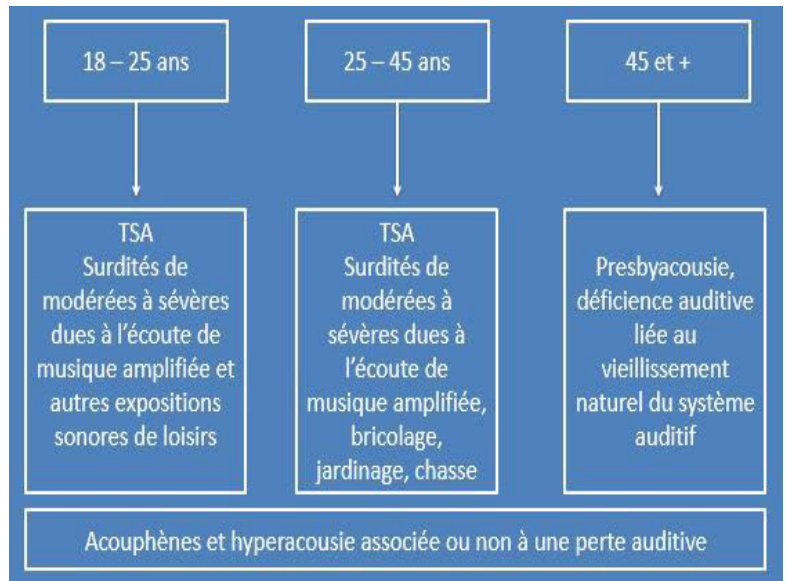 18 – 25 ans
25 – 45 ans
45 et +
TSA
Surdités de
modérées à sévères
dues à l'écoute de
musique amplifiée et
autres expositions
sonores de loisirs
TSA
Surdités de
modérées à
sévères dues à
l'écoute de
musique amplifiée,
bricolage,
jardinage, chasse
Presbyacousie,
déficience auditive
liée au
vieillissement
naturel du système
auditif
Acouphènes et hyperacousie associée ou non à une perte auditive